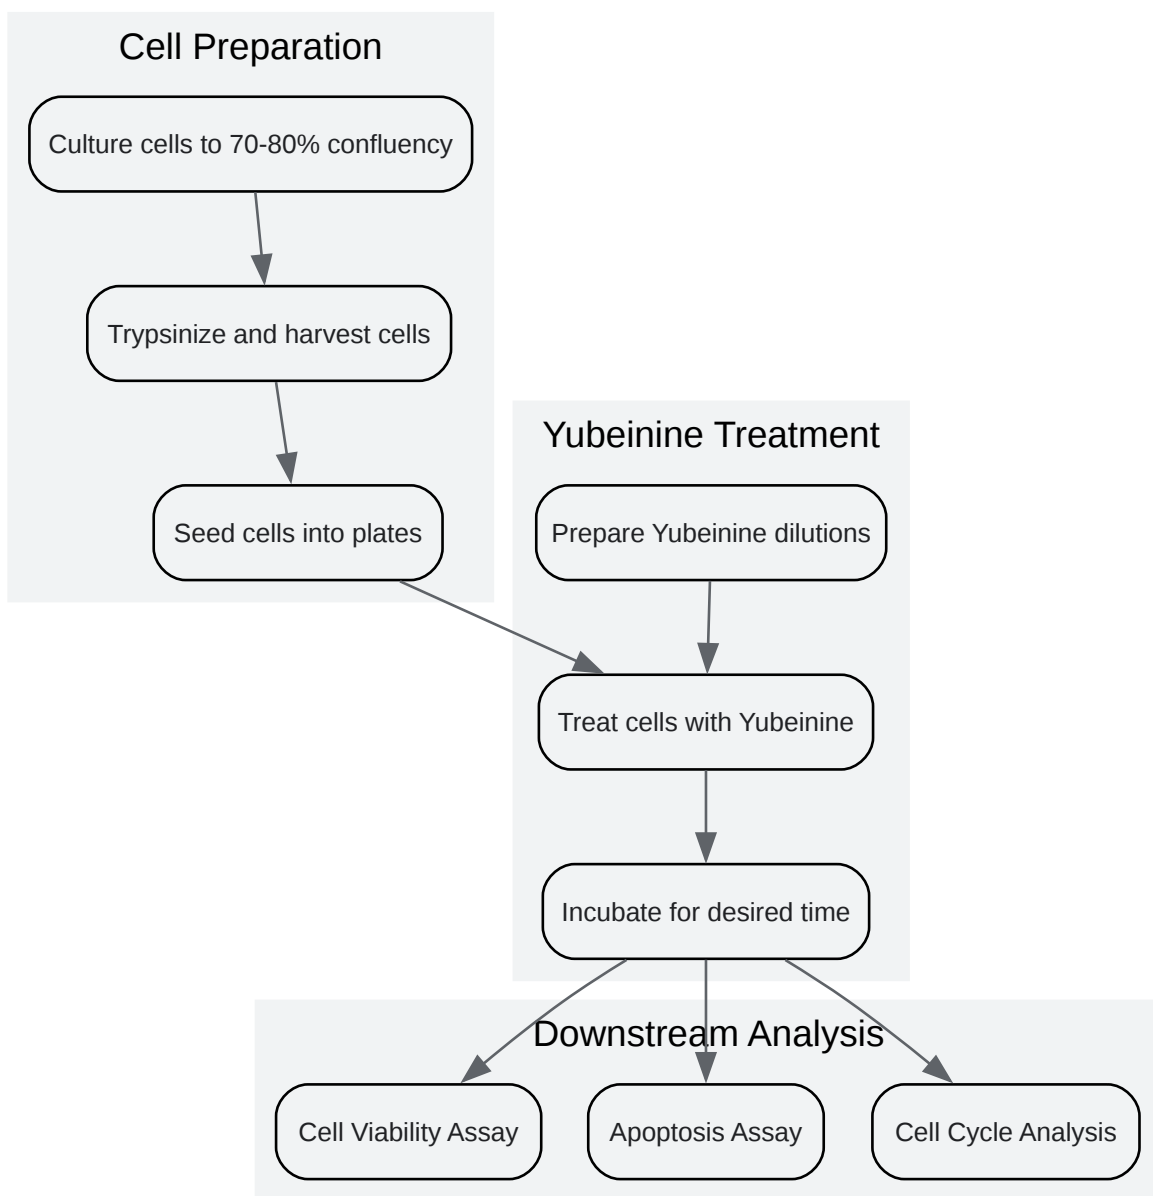 Cell Preparation
Culture cells to 70-80% confluency
Trypsinize and harvest cells
Seed cells into plates
Yubeinine Treatment
Prepare Yubeinine dilutions
Treat cells with Yubeinine
Incubate for desired time
Downstream Analysis
Cell Viability Assay
Apoptosis Assay
Cell Cycle Analysis